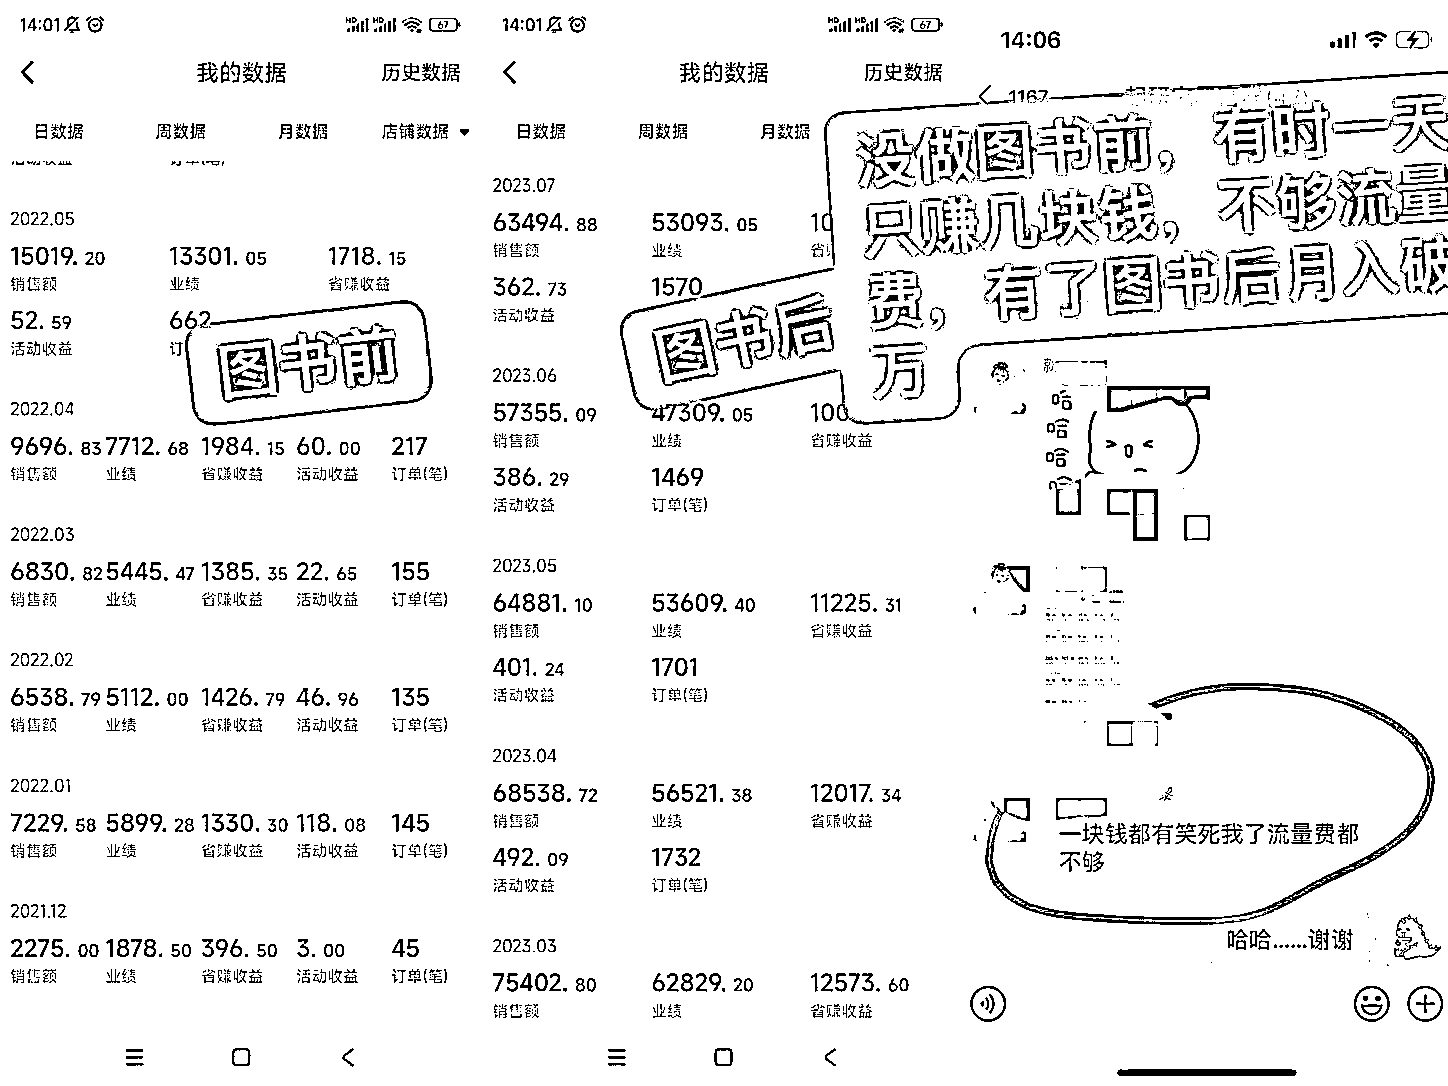 14:01
67
我的数据
历史数据
日数据
周数据
月数据
店铺数据
活动收益
订单(笔)
2022.05
15019.20
13301.05
1718.15
销售额
业绩
省赚收益
52.59
662
活动收益
图书前
2022.04
9696.83 7712.68 1984.15 60.00 217
销售额 业绩 省赚收益 活动收益 订单(笔)
2022.03
6830.82 5445.47 1385.35 22.65 155
销售额 业绩 省赚收益 活动收益 订单(笔)
2022.02
6538.79 5112.00 1426.79 46.96 135
销售额 业绩 省赚收益 活动收益 订单(笔)
2022.01
7229.58 5899.28 1330.30 118.08 145
销售额 业绩 省赚收益 活动收益 订单(笔)
2021.12
2275.00 1878.50 396.50 3.00 45
销售额 业绩 省赚收益 活动收益 订单(笔)
14:01
67
我的数据
历史数据
日数据
周数据
月数据
2023.07
63494.88
53093.05
10
销售额
业绩
省
362.73
1570
活动收益
图书后
2023.06
57355.09
47309.05
100
销售额
业绩
省赚收益
386.29
1469
活动收益
订单(笔)
2023.05
64881.10
53609.40
11225.31
销售额
业绩
省赚收益
401.24
1701
活动收益
订单(笔)
2023.04
68538.72
56521.38
12017.34
销售额
业绩
省赚收益
492.09
1732
活动收益
订单(笔)
2023.03
75402.80
62829.20
12573.60
销售额
业绩
省赚收益
14:06
1167
没做图书前，有时一天
只赚几块钱，不够流量
费，有了图书后月入破
万
哈
哈
哈
一块钱都有笑死我了流量费都
不够
哈哈......谢谢